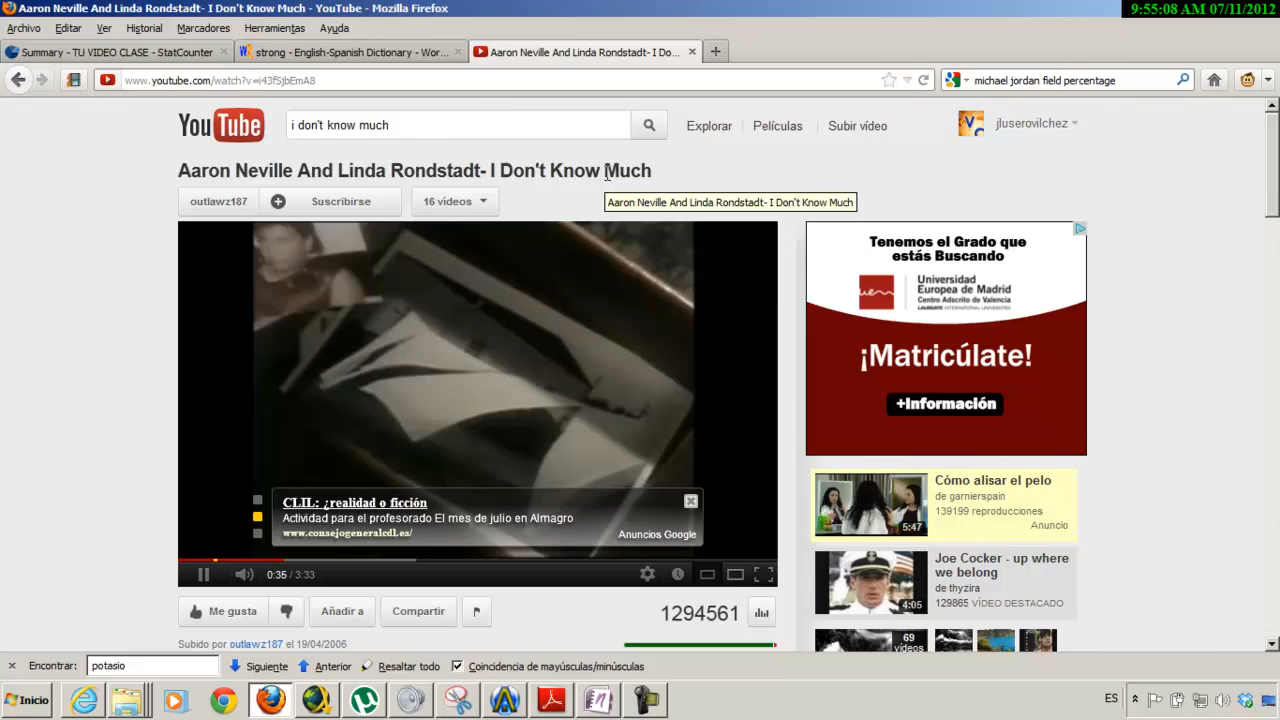 Aaron Neville And Linda Rondstadt- I Don't Know Much - YouTube - Mozilla Firefox
9:55:08 AM 07/11/2012
Archivo Editar Ver Historial Marcadores Herramientas Ayuda
Summary - TU VIDEO CLASE - StatCounter
strong - English-Spanish Dictionary - Wor...
Aaron Neville And Linda Rondstadt- I Do...
www.youtube.com/watch?v=i43fSjbEmA8
michael jordan field percentage
YouTube
i don't know much
Explorar Películas Subir vídeo
jluserovilchez
Aaron Neville And Linda Rondstadt- I Don't Know Much
outlawz187 Suscribirse 16 videos
Aaron Neville And Linda Rondstadt- I Don't Know Much
CLIL: ¿realidad o ficción
Actividad para el profesorado El mes de julio en Almagro
www.consejogeneralcdl.es/
Anuncios Google
0:35 / 3:33
Me gusta Añadir a Compartir
1294561
Subido por outlawz187 el 19/04/2006
Tenemos el Grado que
estás Buscando
uem
Universidad
Europea de Madrid
Centro Adscrito de Valencia
LAUREATE INTERNATIONAL UNIVERSITIES
¡Matricúlate!
+Información
5:47
Cómo alisar el pelo
de garnierspain
139199 reproducciones
Anuncio
4:05
Joe Cocker - up where
we belong
de thyzira
129865 VÍDEO DESTACADO
69
videos
Encontrar: potasio Siguiente Anterior Resaltar todo Coincidencia de mayúsculas/minúsculas
Inicio
ES